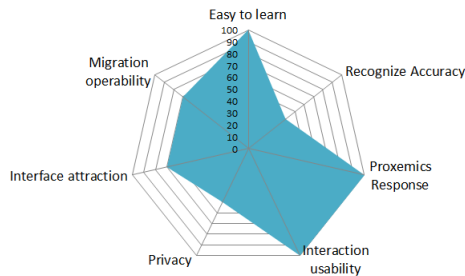 Easy to learn
100
90
80
70
60
50
40
30
20
10
0
Recognize Accuracy
Proxemics
Response
Interaction
usability
Privacy
Interface attraction
Migration
operability